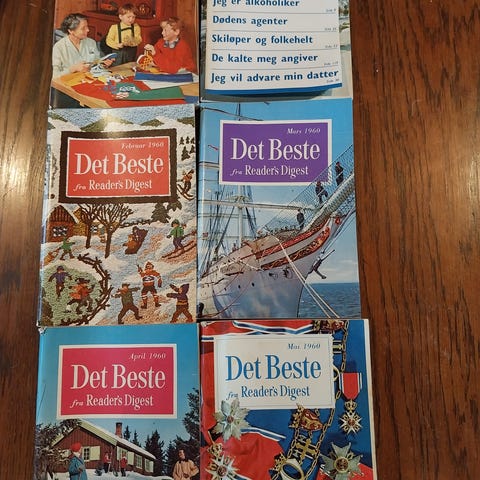 Jeg er alkoholiker
Dødens agenter
Skiløper og folkehelt
De kalte meg angiver
Jeg vil advare min datter
Februar 1960
Det Beste
fra Reader's Digest
Mars 1960
Det Beste
fra Reader's Digest
April 1960
Det Beste
fra Reader's Digest
Mai 1960
Det Beste
fra Reader's Digest